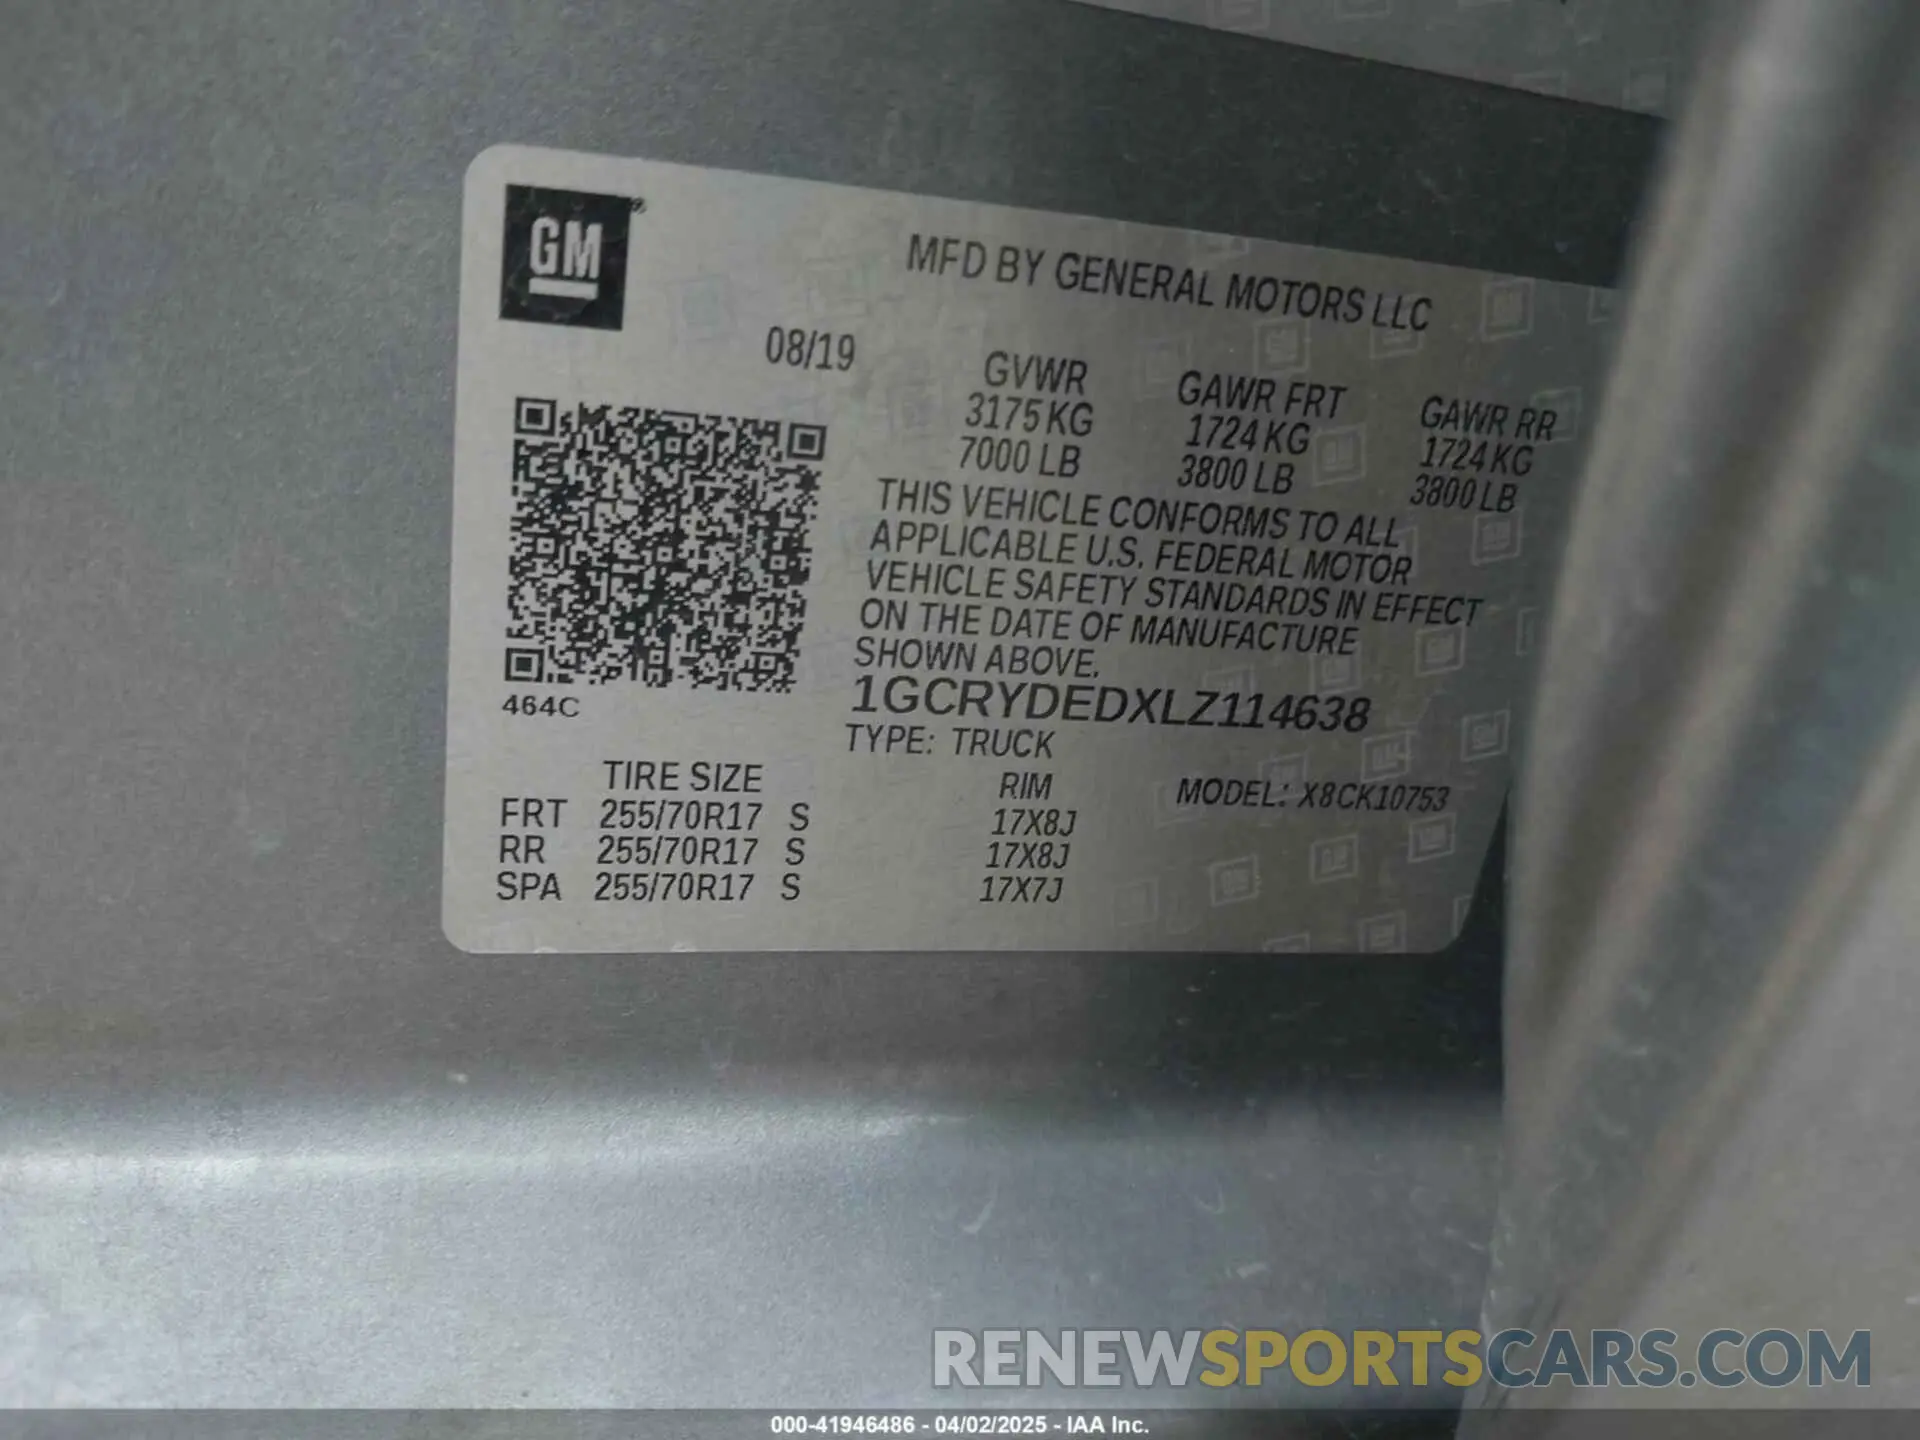 GM
MFD BY GENERAL MOTORS LLC
08/19
GVWR GAWR FRT GAWR RR
3175 KG 1724 KG 1724 KG
7000 LB 3800 LB 3800 LB
THIS VEHICLE CONFORMS TO ALL
APPLICABLE U.S. FEDERAL MOTOR
VEHICLE SAFETY STANDARDS IN EFFECT
ON THE DATE OF MANUFACTURE
SHOWN ABOVE.
464C
1GCRYDEDXLZ114638
TYPE: TRUCK
TIRE SIZE RIM MODEL: X8CK10753
FRT 255/70R17 S 17X8J
RR 255/70R17 S 17X8J
SPA 255/70R17 S 17X7J
RENEWSPORTSCARS.COM
000-41946486 - 04/02/2025 - IAA Inc.